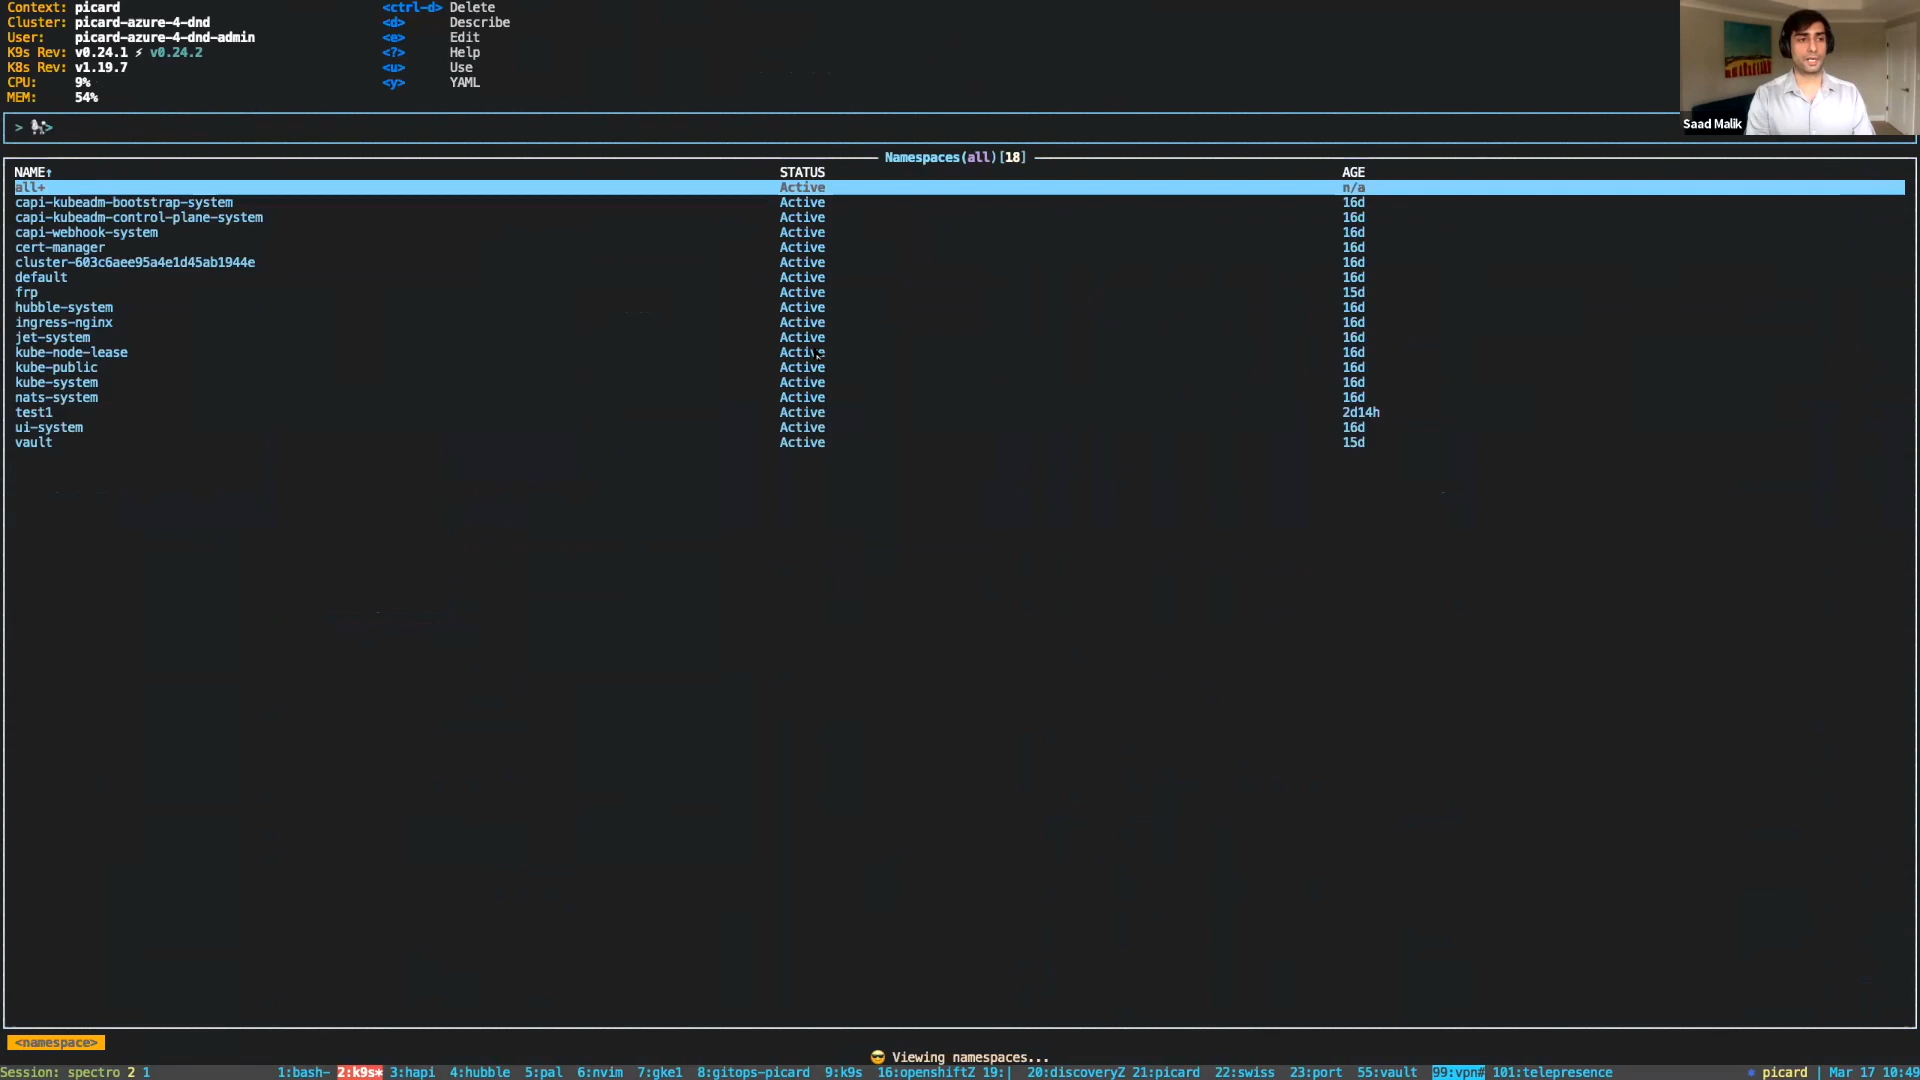 Context: picard <ctrl-d> Delete
Cluster: picard-azure-4-dnd <d> Describe
User: picard-azure-4-dnd-admin <e> Edit
K9s Rev: v0.24.1 ⚡ v0.24.2 <?> Help
K8s Rev: v1.19.7 <u> Use
CPU: 9% <y> YAML
MEM: 54%
Saad Malik
> 🐩>
Namespaces(all)[18]
NAME↑ STATUS AGE
all+ Active n/a
capi-kubeadm-bootstrap-system Active 16d
capi-kubeadm-control-plane-system Active 16d
capi-webhook-system Active 16d
cert-manager Active 16d
cluster-603c6aee95a4e1d45ab1944e Active 16d
default Active 16d
frp Active 15d
hubble-system Active 16d
ingress-nginx Active 16d
jet-system Active 16d
kube-node-lease Active 16d
kube-public Active 16d
kube-system Active 16d
nats-system Active 16d
test1 Active 2d14h
ui-system Active 16d
vault Active 15d
<namespace>
😎 Viewing namespaces...
Session: spectro 2 1 1:bash- 2:k9s* 3:hapi 4:hubble 5:pal 6:nvim 7:gke1 8:gitops-picard 9:k9s 16:openshiftZ 19:| 20:discoveryZ 21:picard 22:swiss 23:port 55:vault 99:vpn# 101:telepresence ⎈ picard | Mar 17 10:49